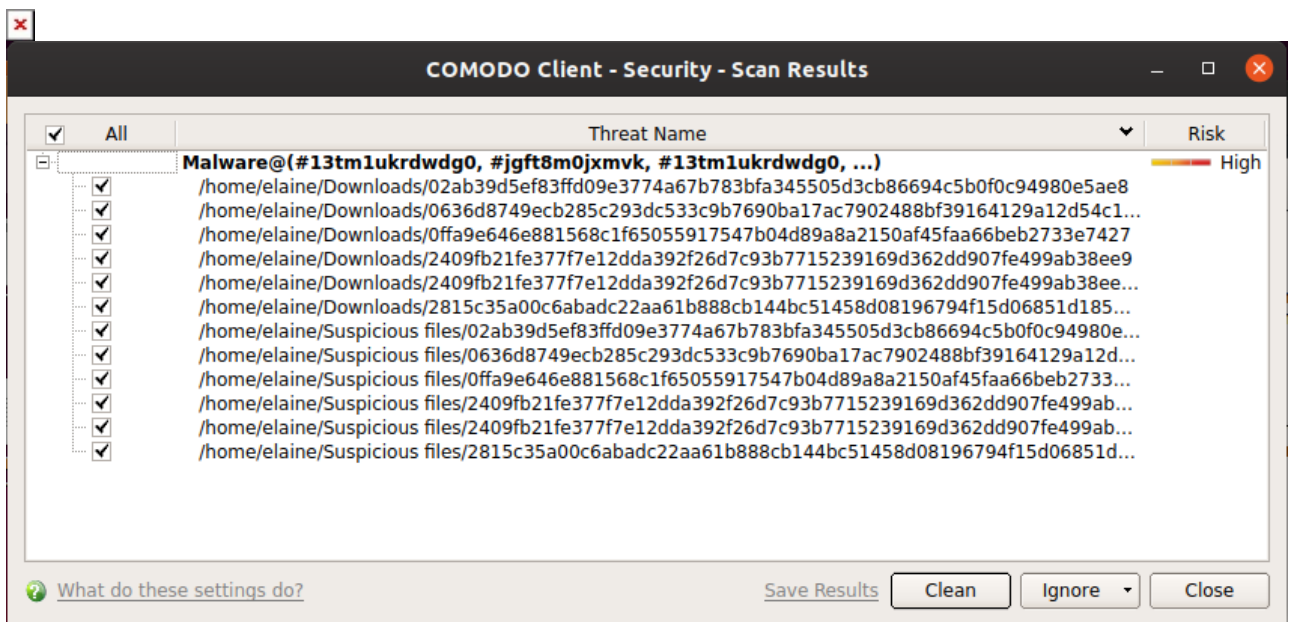 COMODO Client - Security - Scan Results
All Threat Name Risk
Malware@(#13tm1ukrdwdg0, #jgft8m0jxmvk, #13tm1ukrdwdg0, ...) High
/home/elaine/Downloads/02ab39d5ef83ffd09e3774a67b783bfa345505d3cb86694c5b0f0c94980e5ae8
/home/elaine/Downloads/0636d8749ecb285c293dc533c9b7690ba17ac7902488bf39164129a12d54c1...
/home/elaine/Downloads/0ffa9e646e881568c1f65055917547b04d89a8a2150af45faa66beb2733e7427
/home/elaine/Downloads/2409fb21fe377f7e12dda392f26d7c93b7715239169d362dd907fe499ab38ee9
/home/elaine/Downloads/2409fb21fe377f7e12dda392f26d7c93b7715239169d362dd907fe499ab38ee...
/home/elaine/Downloads/2815c35a00c6abadc22aa61b888cb144bc51458d08196794f15d06851d185...
/home/elaine/Suspicious files/02ab39d5ef83ffd09e3774a67b783bfa345505d3cb86694c5b0f0c94980e...
/home/elaine/Suspicious files/0636d8749ecb285c293dc533c9b7690ba17ac7902488bf39164129a12d...
/home/elaine/Suspicious files/0ffa9e646e881568c1f65055917547b04d89a8a2150af45faa66beb2733...
/home/elaine/Suspicious files/2409fb21fe377f7e12dda392f26d7c93b7715239169d362dd907fe499ab...
/home/elaine/Suspicious files/2409fb21fe377f7e12dda392f26d7c93b7715239169d362dd907fe499ab...
/home/elaine/Suspicious files/2815c35a00c6abadc22aa61b888cb144bc51458d08196794f15d06851d...
What do these settings do? Save Results Clean Ignore Close